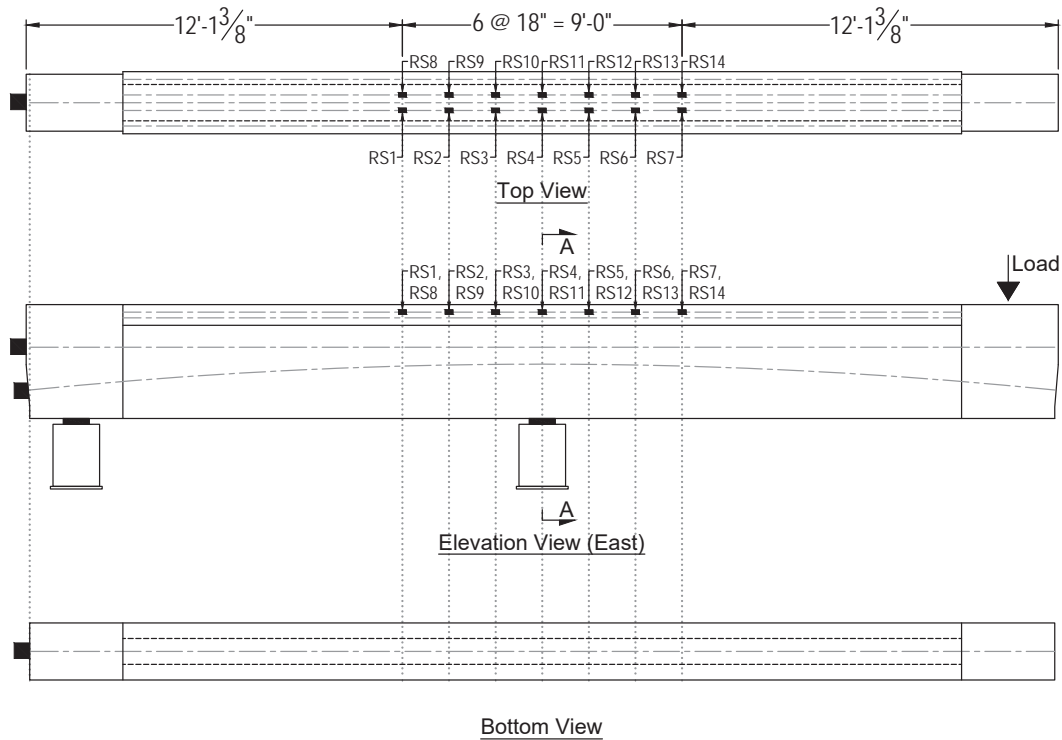 12'-1 3/8" 6 @ 18" = 9'-0" 12'-1 3/8"
RS8 RS9 RS10 RS11 RS12 RS13 RS14
RS1 RS2 RS3 RS4 RS5 RS6 RS7
Top View
A
Load
RS1, RS2, RS3, RS4, RS5, RS6, RS7,
RS8 RS9 RS10 RS11 RS12 RS13 RS14
A
Elevation View (East)
Bottom View